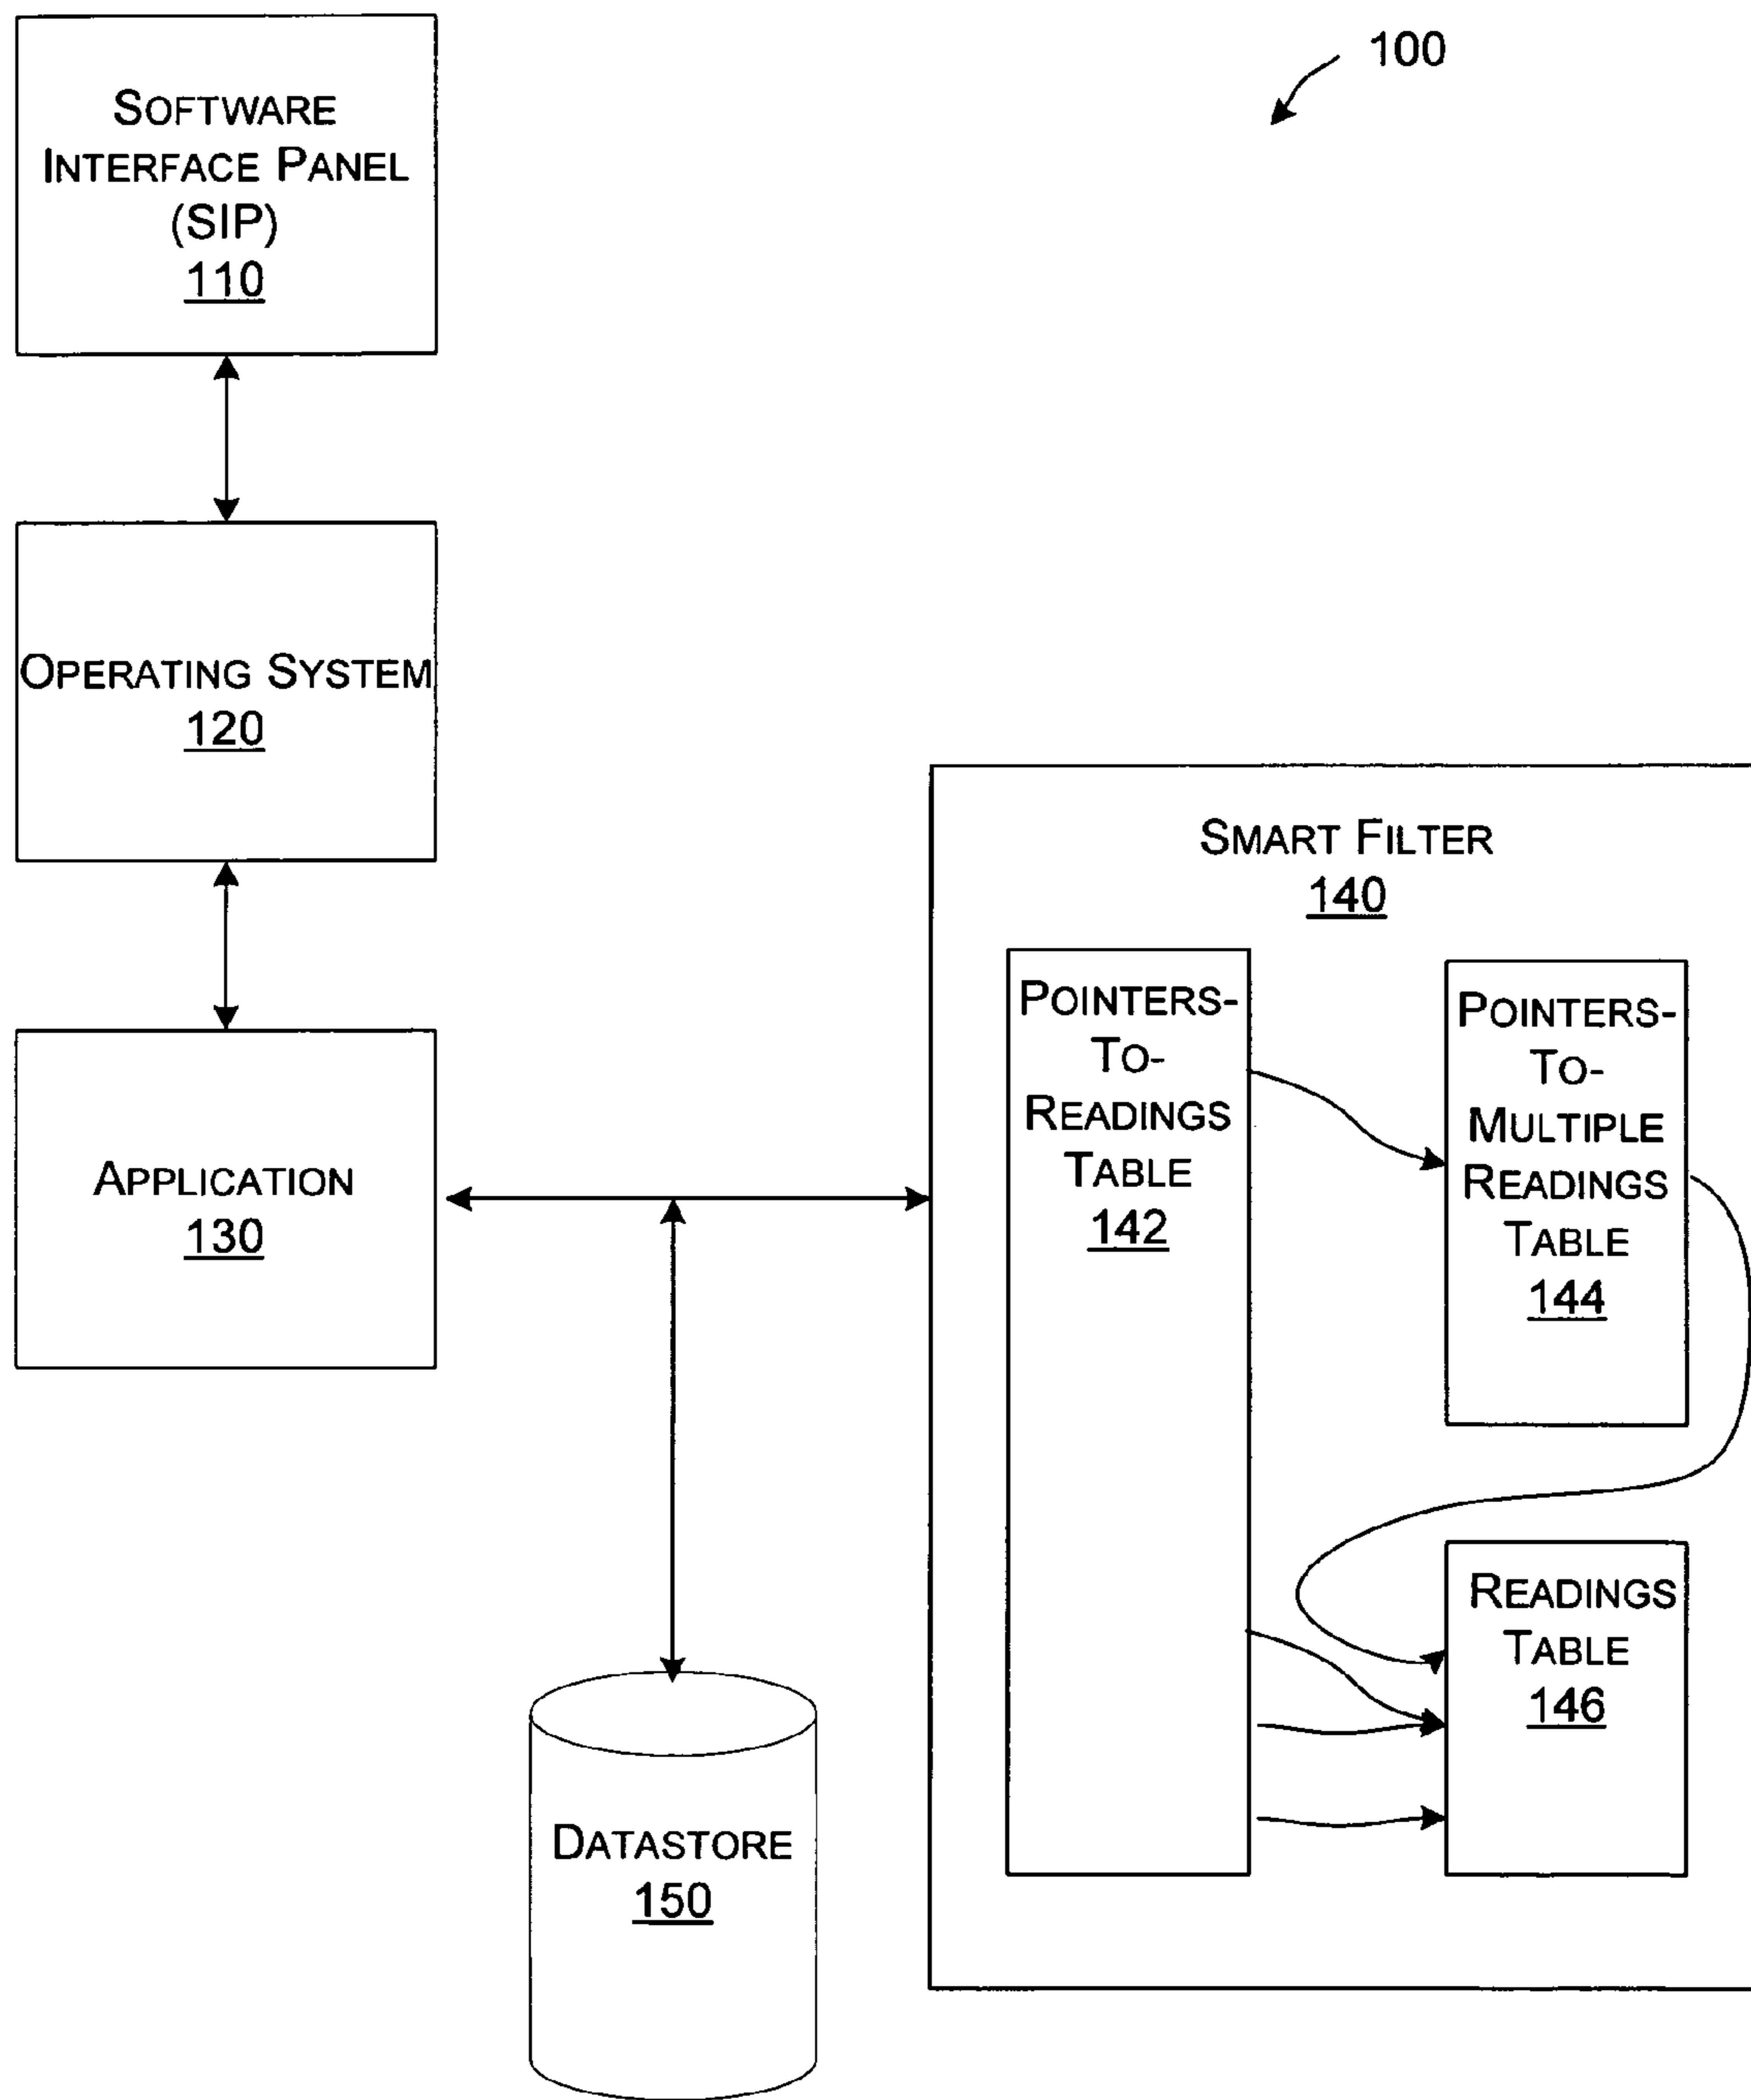 100
SOFTWARE
INTERFACE PANEL
(SIP)
110
OPERATING SYSTEM
120
APPLICATION
130
SMART FILTER
140
POINTERS-
TO-
READINGS
TABLE
142
POINTERS-
TO-
MULTIPLE
READINGS
TABLE
144
READINGS
TABLE
146
DATASTORE
150